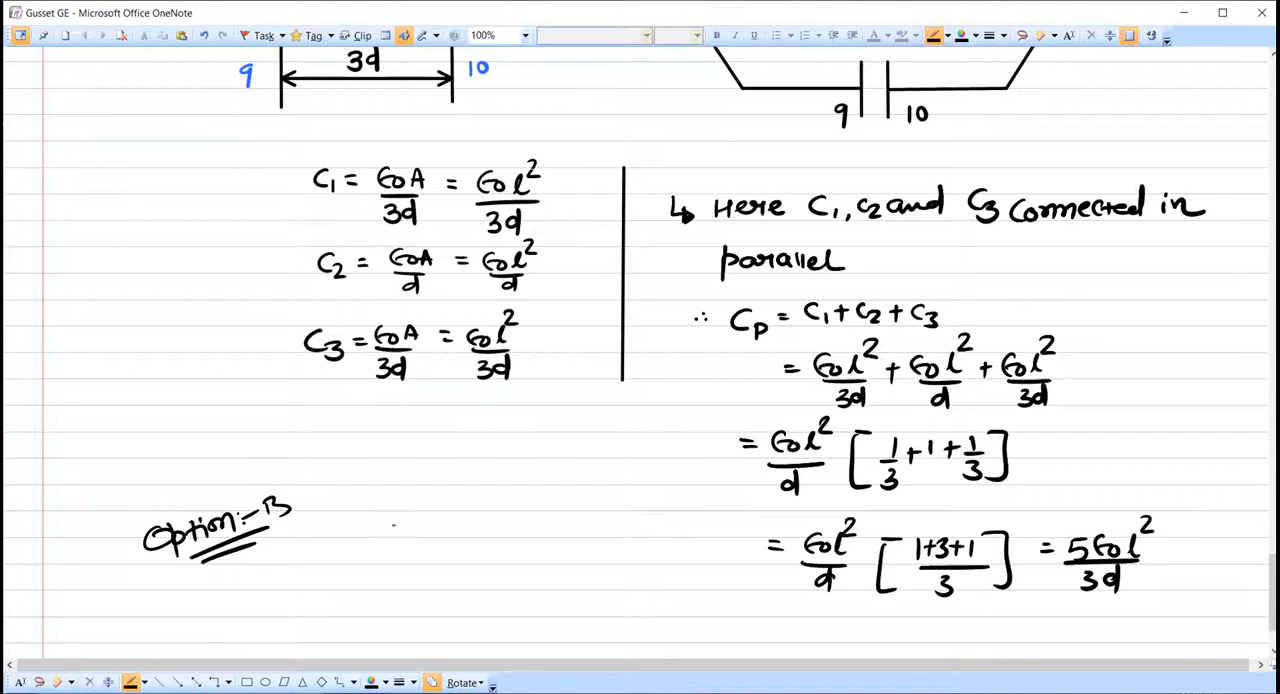 Gusset GE - Microsoft Office OneNote
Task Tag Clip 100%
9 3d 10
9 10
C1 = ϵ0A/3d = ϵ0l²/3d
C2 = ϵ0A/d = ϵ0l²/d
C3 = ϵ0A/3d = ϵ0l²/3d
Option:- B
↳ Here C1, C2 and C3 connected in
parallel
∴ Cp = C1 + C2 + C3
= ϵ0l²/3d + ϵ0l²/d + ϵ0l²/3d
= ϵ0l²/d [1/3 + 1 + 1/3]
= ϵ0l²/d [1+3+1/3] = 5ϵ0l²/3d
Rotate